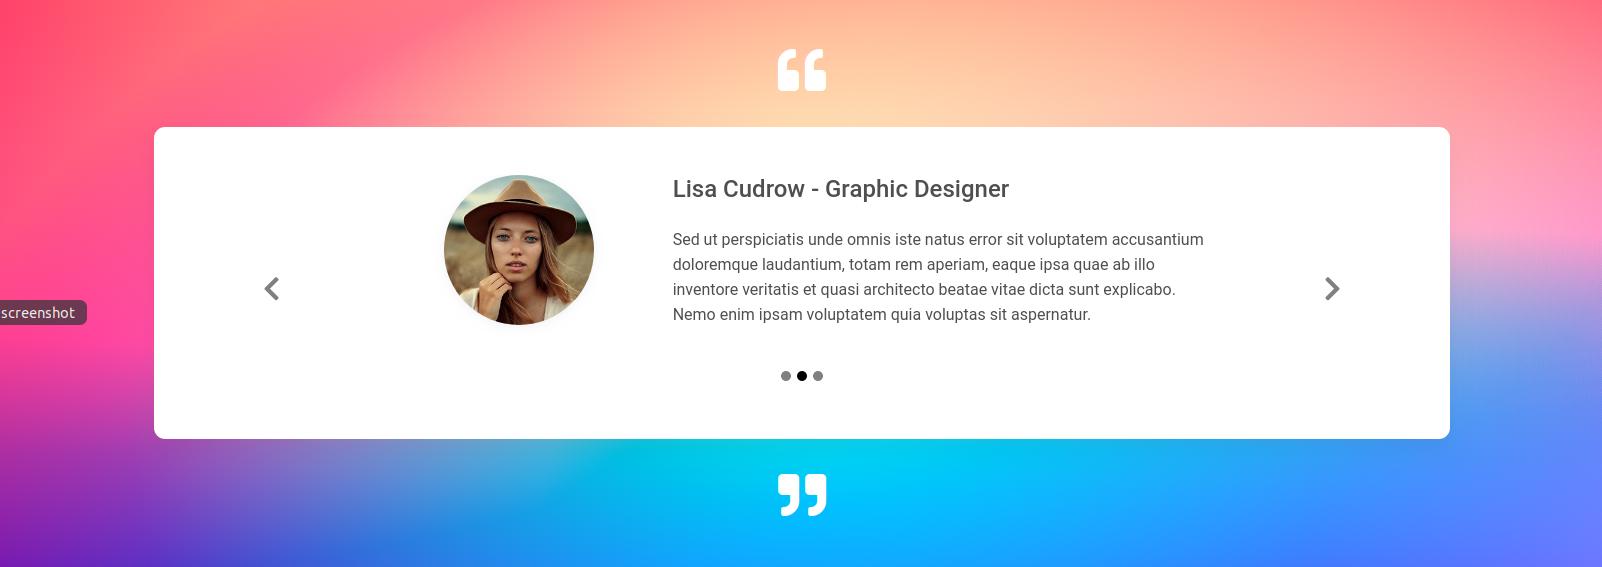 “
Lisa Cudrow - Graphic Designer
Sed ut perspiciatis unde omnis iste natus error sit voluptatem accusantium
doloremque laudantium, totam rem aperiam, eaque ipsa quae ab illo
inventore veritatis et quasi architecto beatae vitae dicta sunt explicabo.
Nemo enim ipsam voluptatem quia voluptas sit aspernatur.
screenshot
”